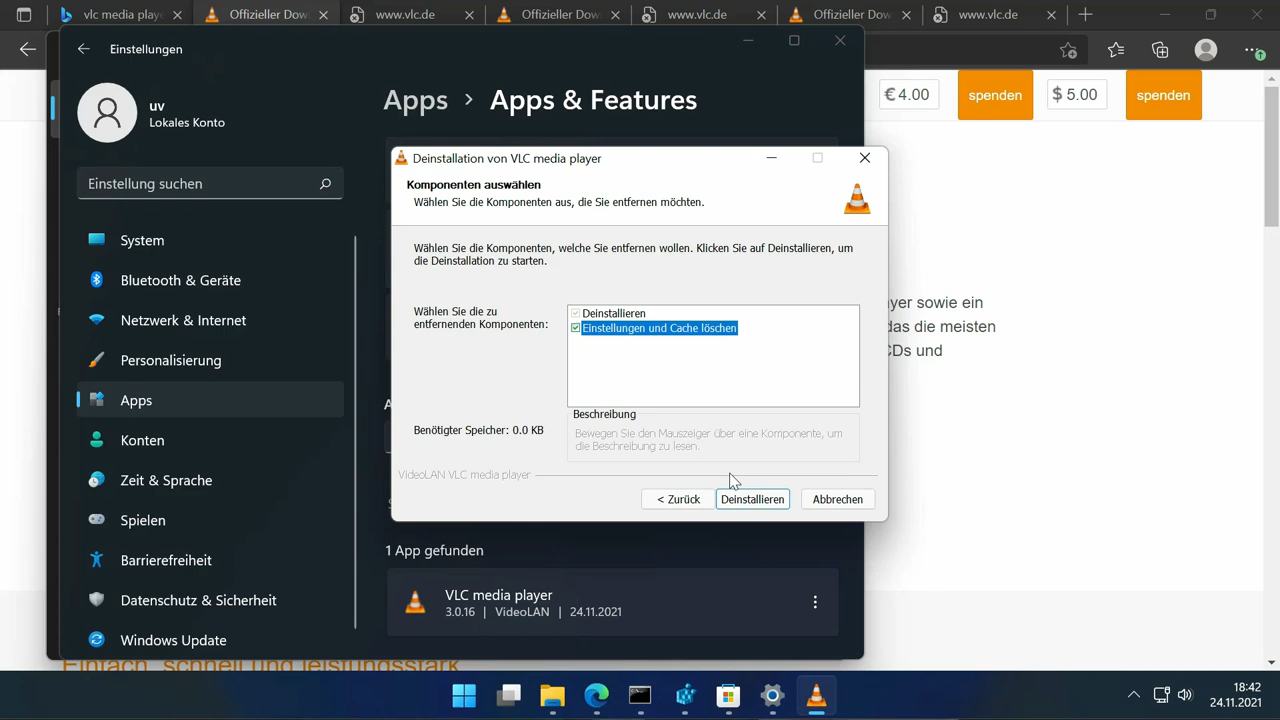 vlc media player
Offizieller Dow
www.vlc.de
Offizieller Dow
www.vlc.de
Offizieller Dow
www.vlc.de
Einstellungen
uv
Lokales Konto
Einstellung suchen
System
Bluetooth & Geräte
Netzwerk & Internet
Personalisierung
Apps
Konten
Zeit & Sprache
Spielen
Barrierefreiheit
Datenschutz & Sicherheit
Windows Update
Apps > Apps & Features
€ 4.00
spenden
$ 5.00
spenden
Deinstallation von VLC media player
Komponenten auswählen
Wählen Sie die Komponenten aus, die Sie entfernen möchten.
Wählen Sie die Komponenten, welche Sie entfernen wollen. Klicken Sie auf Deinstallieren, um
die Deinstallation zu starten.
Wählen Sie die zu
entfernenden Komponenten:
Deinstallieren
Einstellungen und Cache löschen
Benötigter Speicher: 0.0 KB
Beschreibung
Bewegen Sie den Mauszeiger über eine Komponente, um
die Beschreibung zu lesen.
VideoLAN VLC media player
< Zurück
Deinstallieren
Abbrechen
yer sowie ein
das die meisten
CDs und
1 App gefunden
VLC media player
3.0.16 | VideoLAN | 24.11.2021
Einfach, schnell und leistungsstark
18:42
24.11.2021